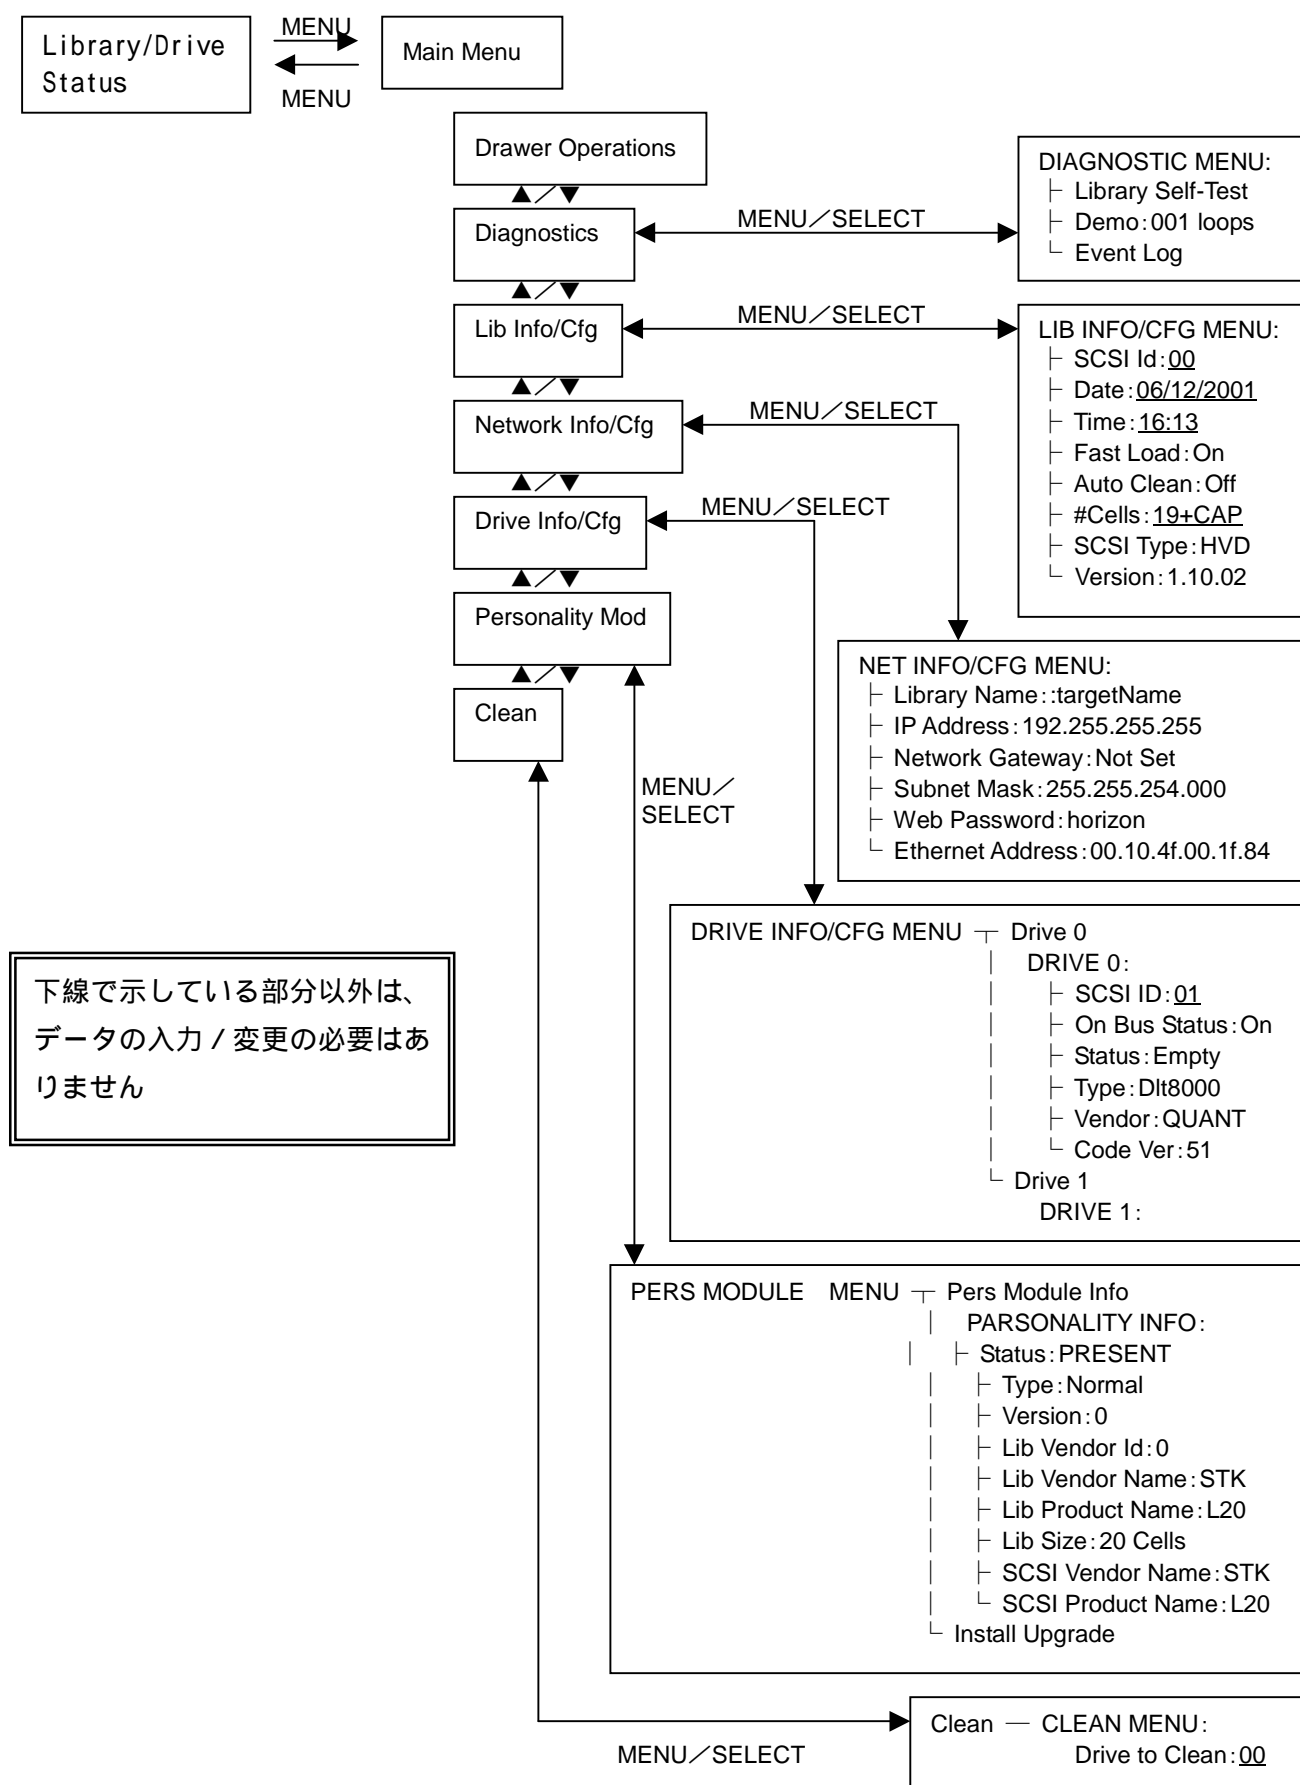 Library/Drive
Status
MENU
MENU
Main Menu
Drawer Operations
▲／▼
Diagnostics
MENU／SELECT
DIAGNOSTIC MENU:
├ Library Self-Test
├ Demo:001 loops
└ Event Log
▲／▼
Lib Info/Cfg
MENU／SELECT
LIB INFO/CFG MENU:
├ SCSI Id:00
├ Date:06/12/2001
├ Time:16:13
├ Fast Load:On
├ Auto Clean:Off
├ #Cells:19+CAP
├ SCSI Type:HVD
└ Version:1.10.02
▲／▼
Network Info/Cfg
MENU／SELECT
NET INFO/CFG MENU:
├ Library Name::targetName
├ IP Address:192.255.255.255
├ Network Gateway:Not Set
├ Subnet Mask:255.255.254.000
├ Web Password:horizon
└ Ethernet Address:00.10.4f.00.1f.84
▲／▼
Drive Info/Cfg
MENU／SELECT
DRIVE INFO/CFG MENU ┬ Drive 0
│ DRIVE 0:
│ ├ SCSI ID:01
│ ├ On Bus Status:On
│ ├ Status:Empty
│ ├ Type:Dlt8000
│ ├ Vendor:QUANT
│ └ Code Ver:51
└ Drive 1
DRIVE 1:
▲／▼
Personality Mod
MENU／
SELECT
PERS MODULE MENU ┬ Pers Module Info
│ PARSONALITY INFO:
│ ├ Status:PRESENT
│ ├ Type:Normal
│ ├ Version:0
│ ├ Lib Vendor Id:0
│ ├ Lib Vendor Name:STK
│ ├ Lib Product Name:L20
│ ├ Lib Size:20 Cells
│ ├ SCSI Vendor Name:STK
│ └ SCSI Product Name:L20
└ Install Upgrade
▲／▼
Clean
MENU／SELECT
Clean — CLEAN MENU:
Drive to Clean:00
下線で示している部分以外は、
データの入力／変更の必要はあ
りません